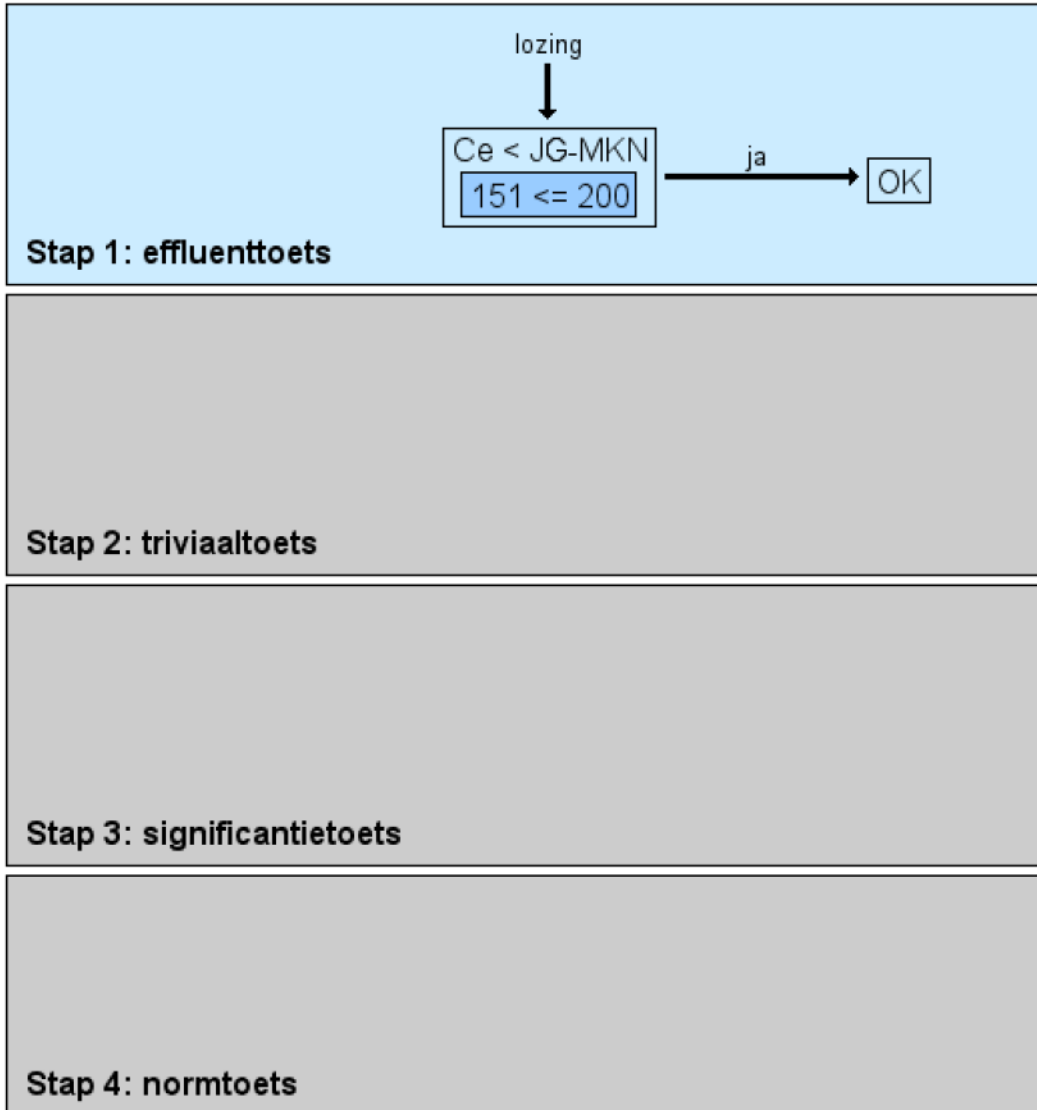 lozing
Ce < JG-MKN
ja
OK
151 <= 200
Stap 1: effluenttoets
Stap 2: triviaaltoets
Stap 3: significantietoets
Stap 4: normtoets